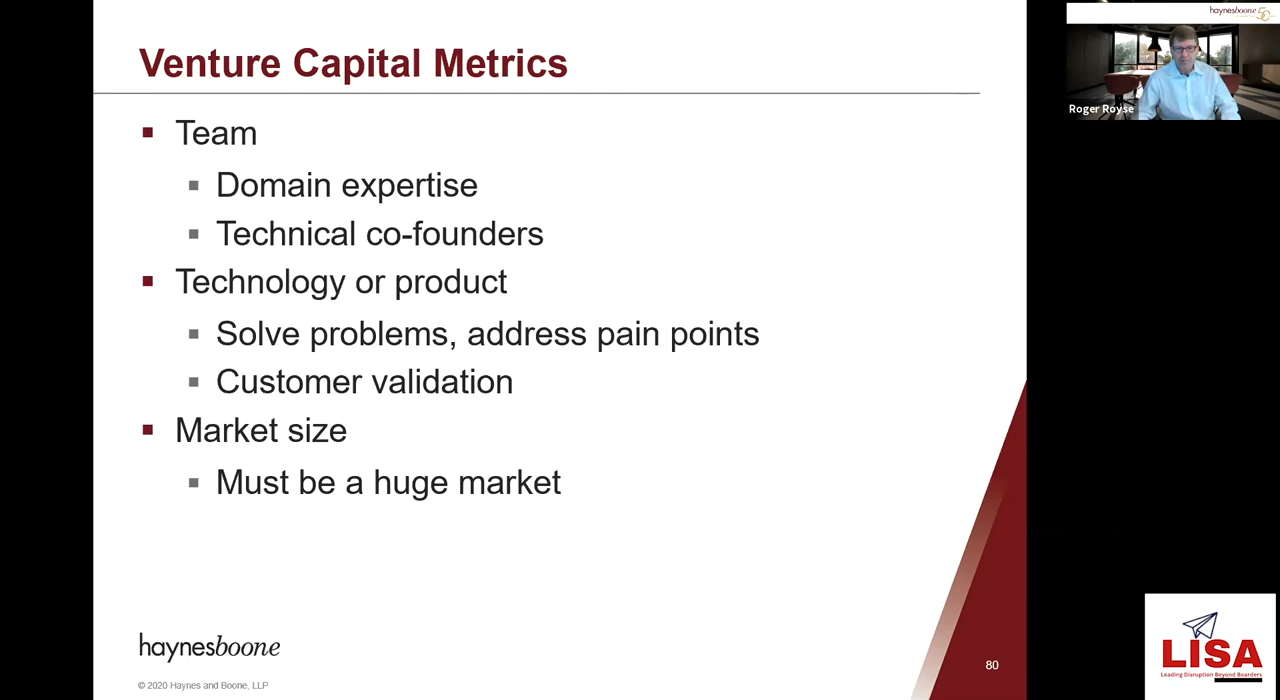 Venture Capital Metrics
Team
Domain expertise
Technical co-founders
Technology or product
Solve problems, address pain points
Customer validation
Market size
Must be a huge market
haynesboone
© 2020 Haynes and Boone, LLP
80
haynesboone 50
Roger Royse
LISA
Leading Disruption Beyond Boarders